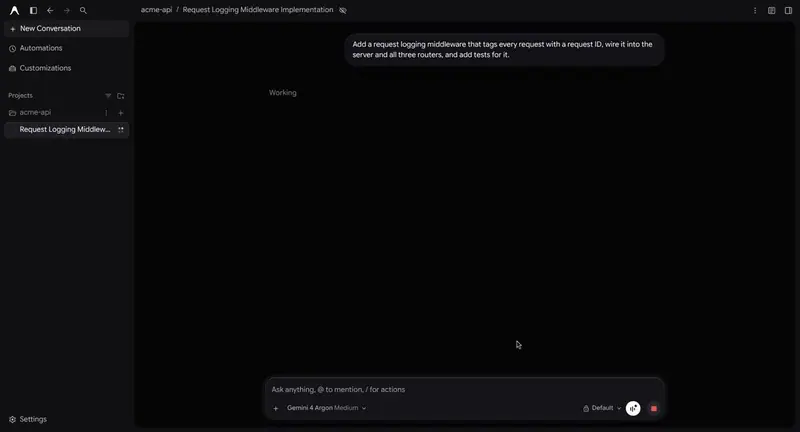 acme-api / Request Logging Middleware Implementation
New Conversation
Automations
Customizations
Projects
acme-api
Request Logging Middlew...
Settings
Add a request logging middleware that tags every request with a request ID, wire it into the
server and all three routers, and add tests for it.
Working
Ask anything, @ to mention, / for actions
Gemini 4 Argon Medium
Default